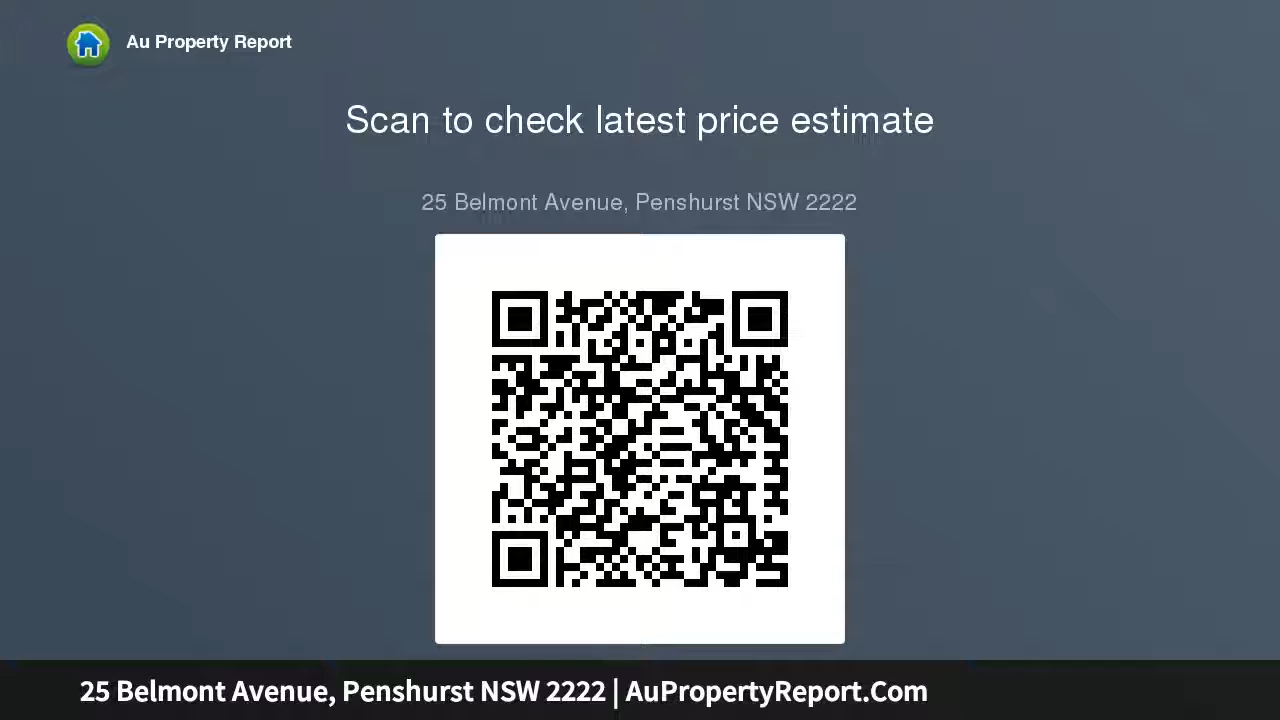 Au Property Report
Scan to check latest price estimate
25 Belmont Avenue, Penshurst NSW 2222
25 Belmont Avenue, Penshurst NSW 2222 | AuPropertyReport.Com